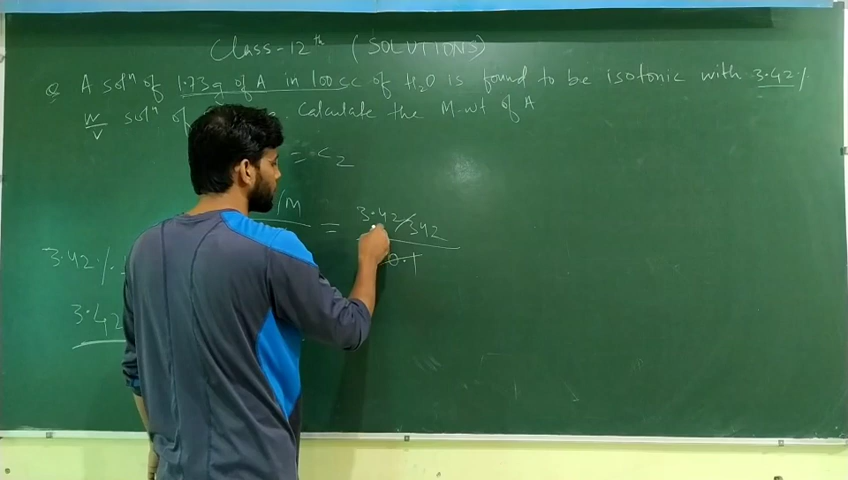 Class-12th (SOLUTIONS)
Q A solⁿ of 1.73g of A in 100cc of H₂O is found to be isotonic with 3.42%
w/v solⁿ of Calculate the M-wt of A
= C₂
/M = 3.42/342
0.1
3.42%
3.42